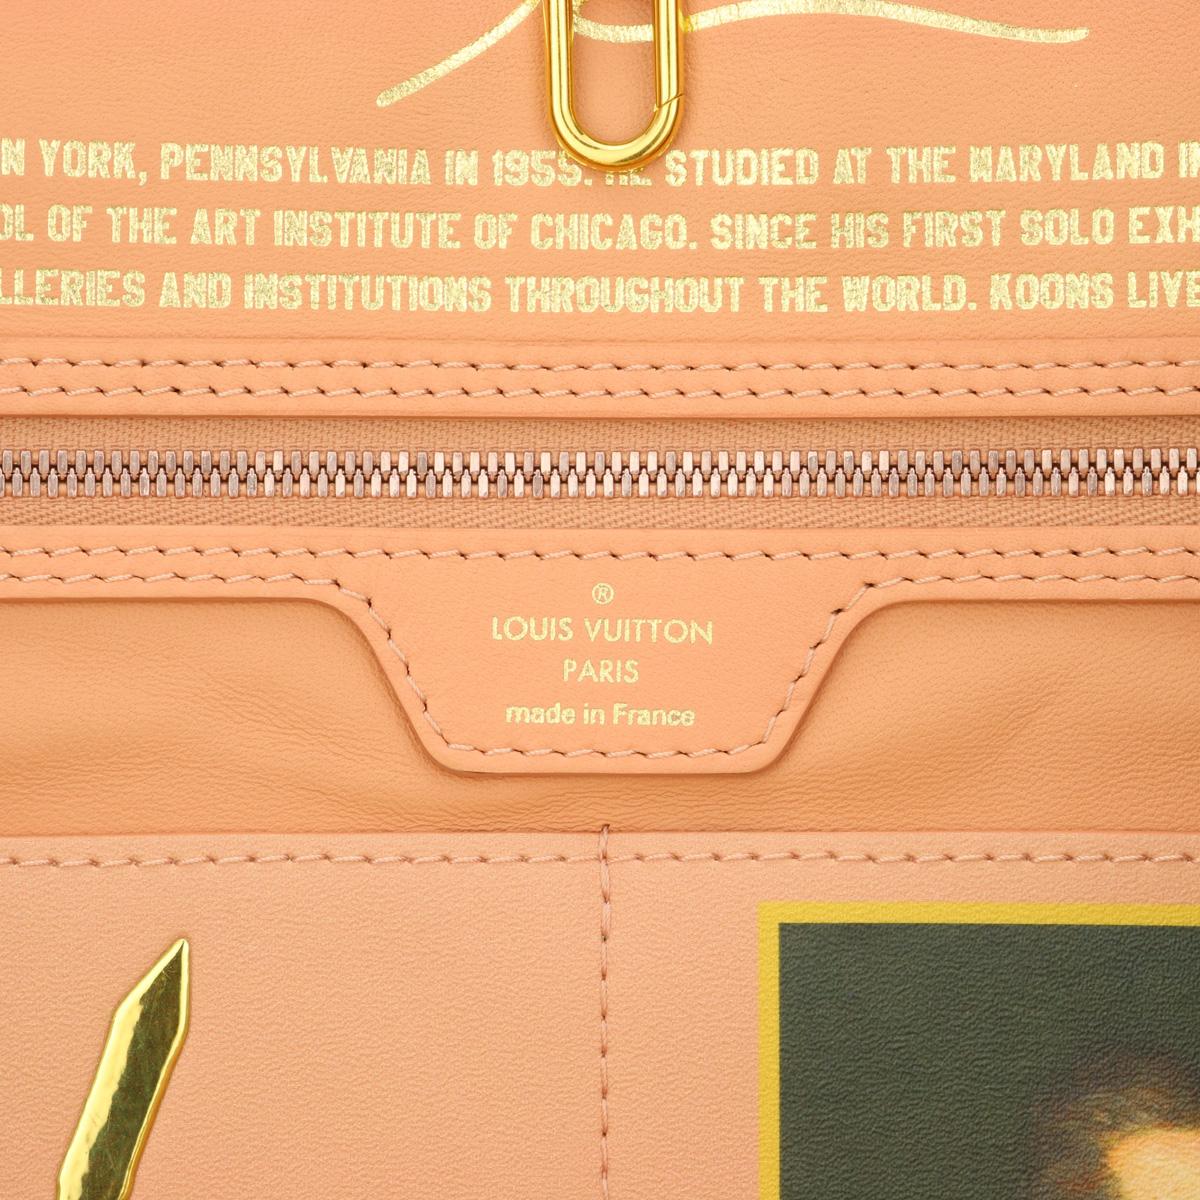 N YORK, PENNSYLVANIA IN 1955. HE STUDIED AT THE MARYLAND IN
OL OF THE ART INSTITUTE OF CHICAGO. SINCE HIS FIRST SOLO EXH
LLERIES AND INSTITUTIONS THROUGHOUT THE WORLD. KOONS LIVE
®
LOUIS VUITTON
PARIS
made in France